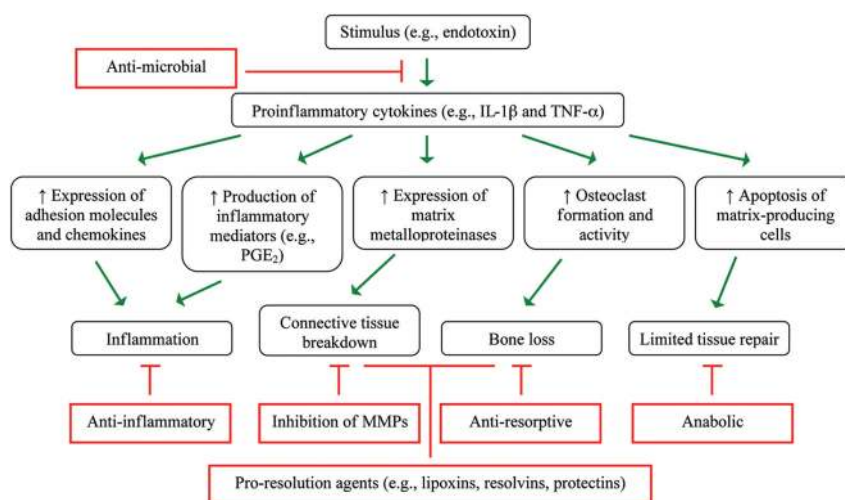 Stimulus (e.g., endotoxin)
Anti-microbial
Proinflammatory cytokines (e.g., IL-1β and TNF-α)
↑ Expression of
adhesion molecules
and chemokines
↑ Production of
inflammatory
mediators (e.g.,
PGE₂)
↑ Expression of
matrix
metalloproteinases
↑ Osteoclast
formation and
activity
↑ Apoptosis of
matrix-producing
cells
Inflammation
Connective tissue
breakdown
Bone loss
Limited tissue repair
Anti-inflammatory
Inhibition of MMPs
Anti-resorptive
Anabolic
Pro-resolution agents (e.g., lipoxins, resolvins, protectins)